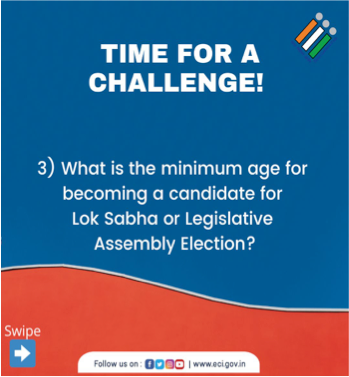 TIME FOR A
CHALLENGE!
3) What is the minimum age for
becoming a candidate for
Lok Sabha or Legislative
Assembly Election?
Swipe
Follow us on : | www.eci.gov.in